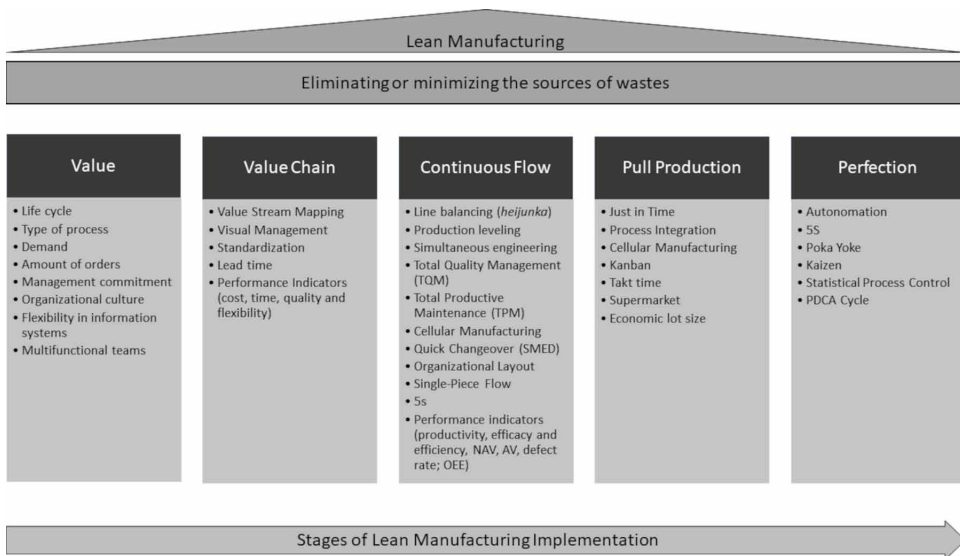 Lean Manufacturing
Eliminating or minimizing the sources of wastes
Value
• Life cycle
• Type of process
• Demand
• Amount of orders
• Management commitment
• Organizational culture
• Flexibility in information
systems
• Multifunctional teams
Value Chain
• Value Stream Mapping
• Visual Management
• Standardization
• Lead time
• Performance Indicators
(cost, time, quality and
flexibility)
Continuous Flow
• Line balancing (heijunka)
• Production leveling
• Simultaneous engineering
• Total Quality Management
(TQM)
• Total Productive
Maintenance (TPM)
• Cellular Manufacturing
• Quick Changeover (SMED)
• Organizational Layout
• Single-Piece Flow
• 5s
• Performance indicators
(productivity, efficacy and
efficiency, NAV, AV, defect
rate; OEE)
Pull Production
• Just in Time
• Process Integration
• Cellular Manufacturing
• Kanban
• Takt time
• Supermarket
• Economic lot size
Perfection
• Autonomation
• 5S
• Poka Yoke
• Kaizen
• Statistical Process Control
• PDCA Cycle
Stages of Lean Manufacturing Implementation